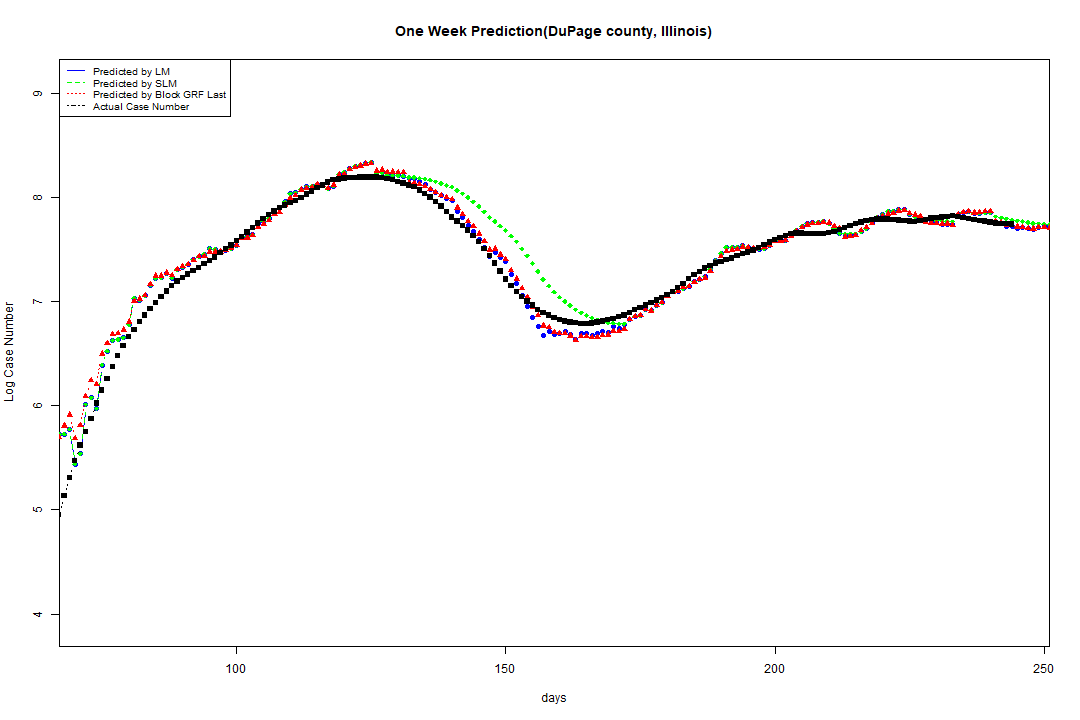 One Week Prediction(DuPage county, Illinois)
Predicted by LM
Predicted by SLM
Predicted by Block GRF Last
Actual Case Number
9
8
7
6
5
4
Log Case Number
100 150 200 250
days